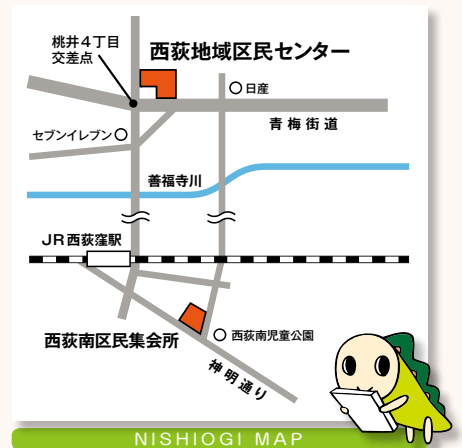 桃井4丁目
交差点
西荻地域区民センター
日産
青梅街道
セブンイレブン
善福寺川
JR西荻窪駅
西荻南区民集会所
西荻南児童公園
神明通り
NISHIOGI MAP